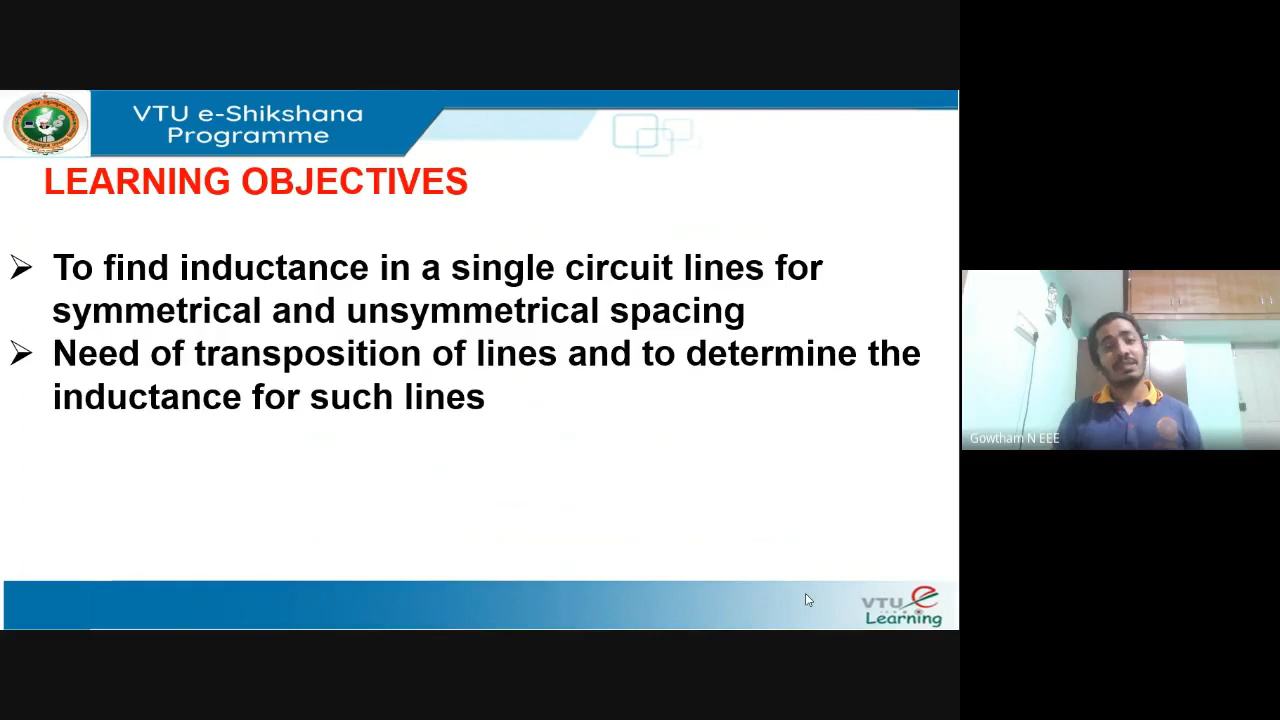 VTU e-Shikshana
Programme
LEARNING OBJECTIVES
➢ To find inductance in a single circuit lines for
symmetrical and unsymmetrical spacing
➢ Need of transposition of lines and to determine the
inductance for such lines
Gowtham N EEE
VTU e
Learning